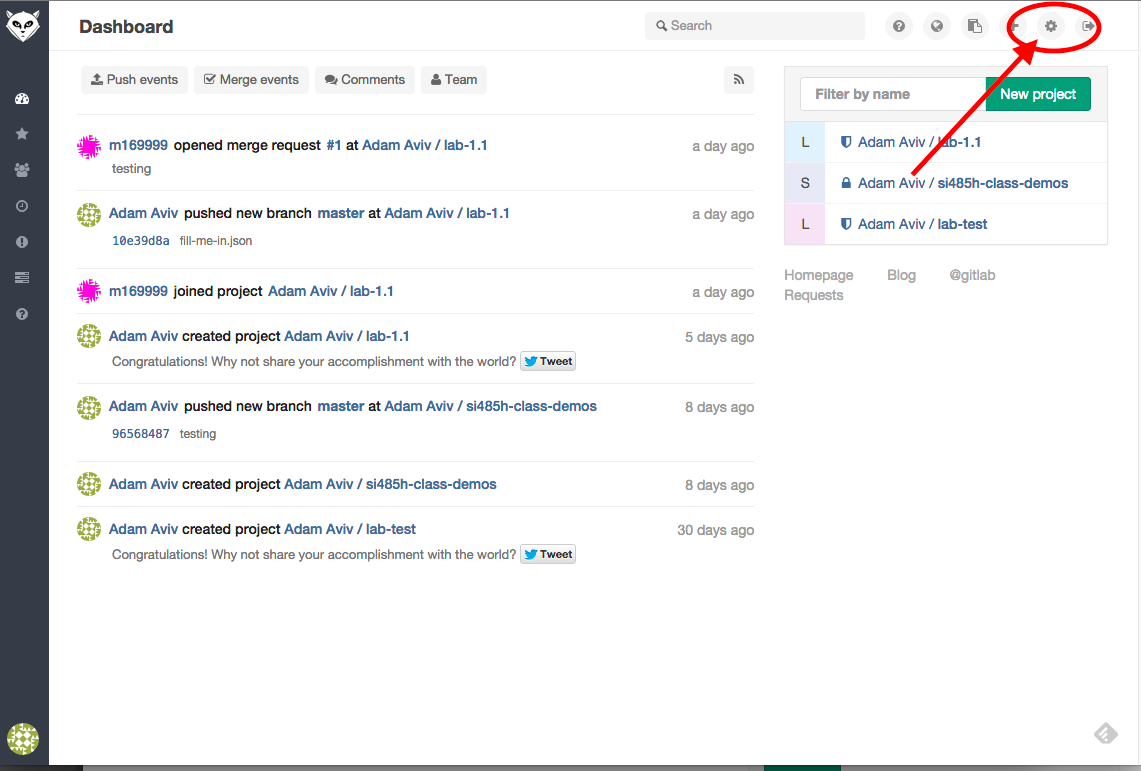 Dashboard
Search
Push events Merge events Comments Team
m169999 opened merge request #1 at Adam Aviv / lab-1.1 a day ago
testing
Adam Aviv pushed new branch master at Adam Aviv / lab-1.1 a day ago
10e39d8a fill-me-in.json
m169999 joined project Adam Aviv / lab-1.1 a day ago
Adam Aviv created project Adam Aviv / lab-1.1 5 days ago
Congratulations! Why not share your accomplishment with the world? Tweet
Adam Aviv pushed new branch master at Adam Aviv / si485h-class-demos 8 days ago
96568487 testing
Adam Aviv created project Adam Aviv / si485h-class-demos 8 days ago
Adam Aviv created project Adam Aviv / lab-test 30 days ago
Congratulations! Why not share your accomplishment with the world? Tweet
Filter by name New project
L Adam Aviv / lab-1.1
S Adam Aviv / si485h-class-demos
L Adam Aviv / lab-test
Homepage Blog @gitlab
Requests